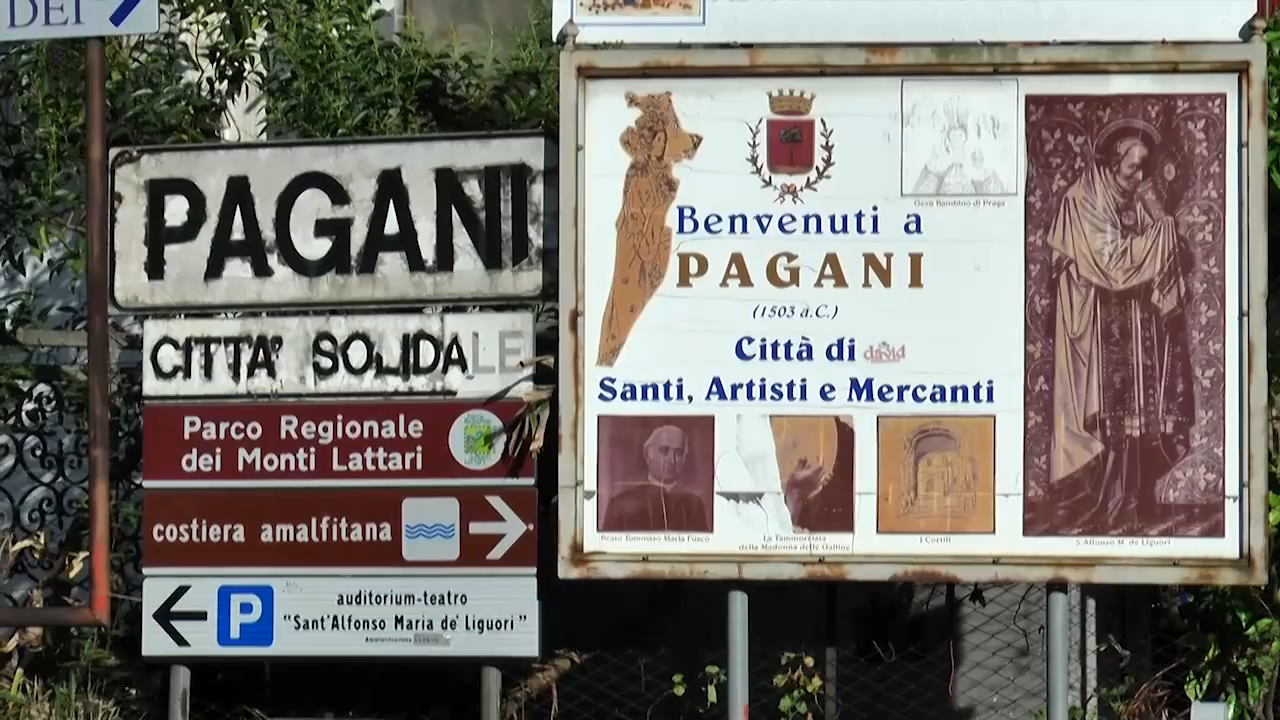 DEI
PAGANI
CITTA' SOLIDALE
Parco Regionale
dei Monti Lattari
costiera amalfitana
P
auditorium-teatro
"Sant'Alfonso Maria de' Liguori"
Gesù Bambino di Praga
Benvenuti a
PAGANI
(1503 a.C.)
Città di david
Santi, Artisti e Mercanti
Beato Tommaso Maria Fusco
La Tammorriata
della Madonna delle Galline
I Cortili
S. Alfonso M. de Liguori